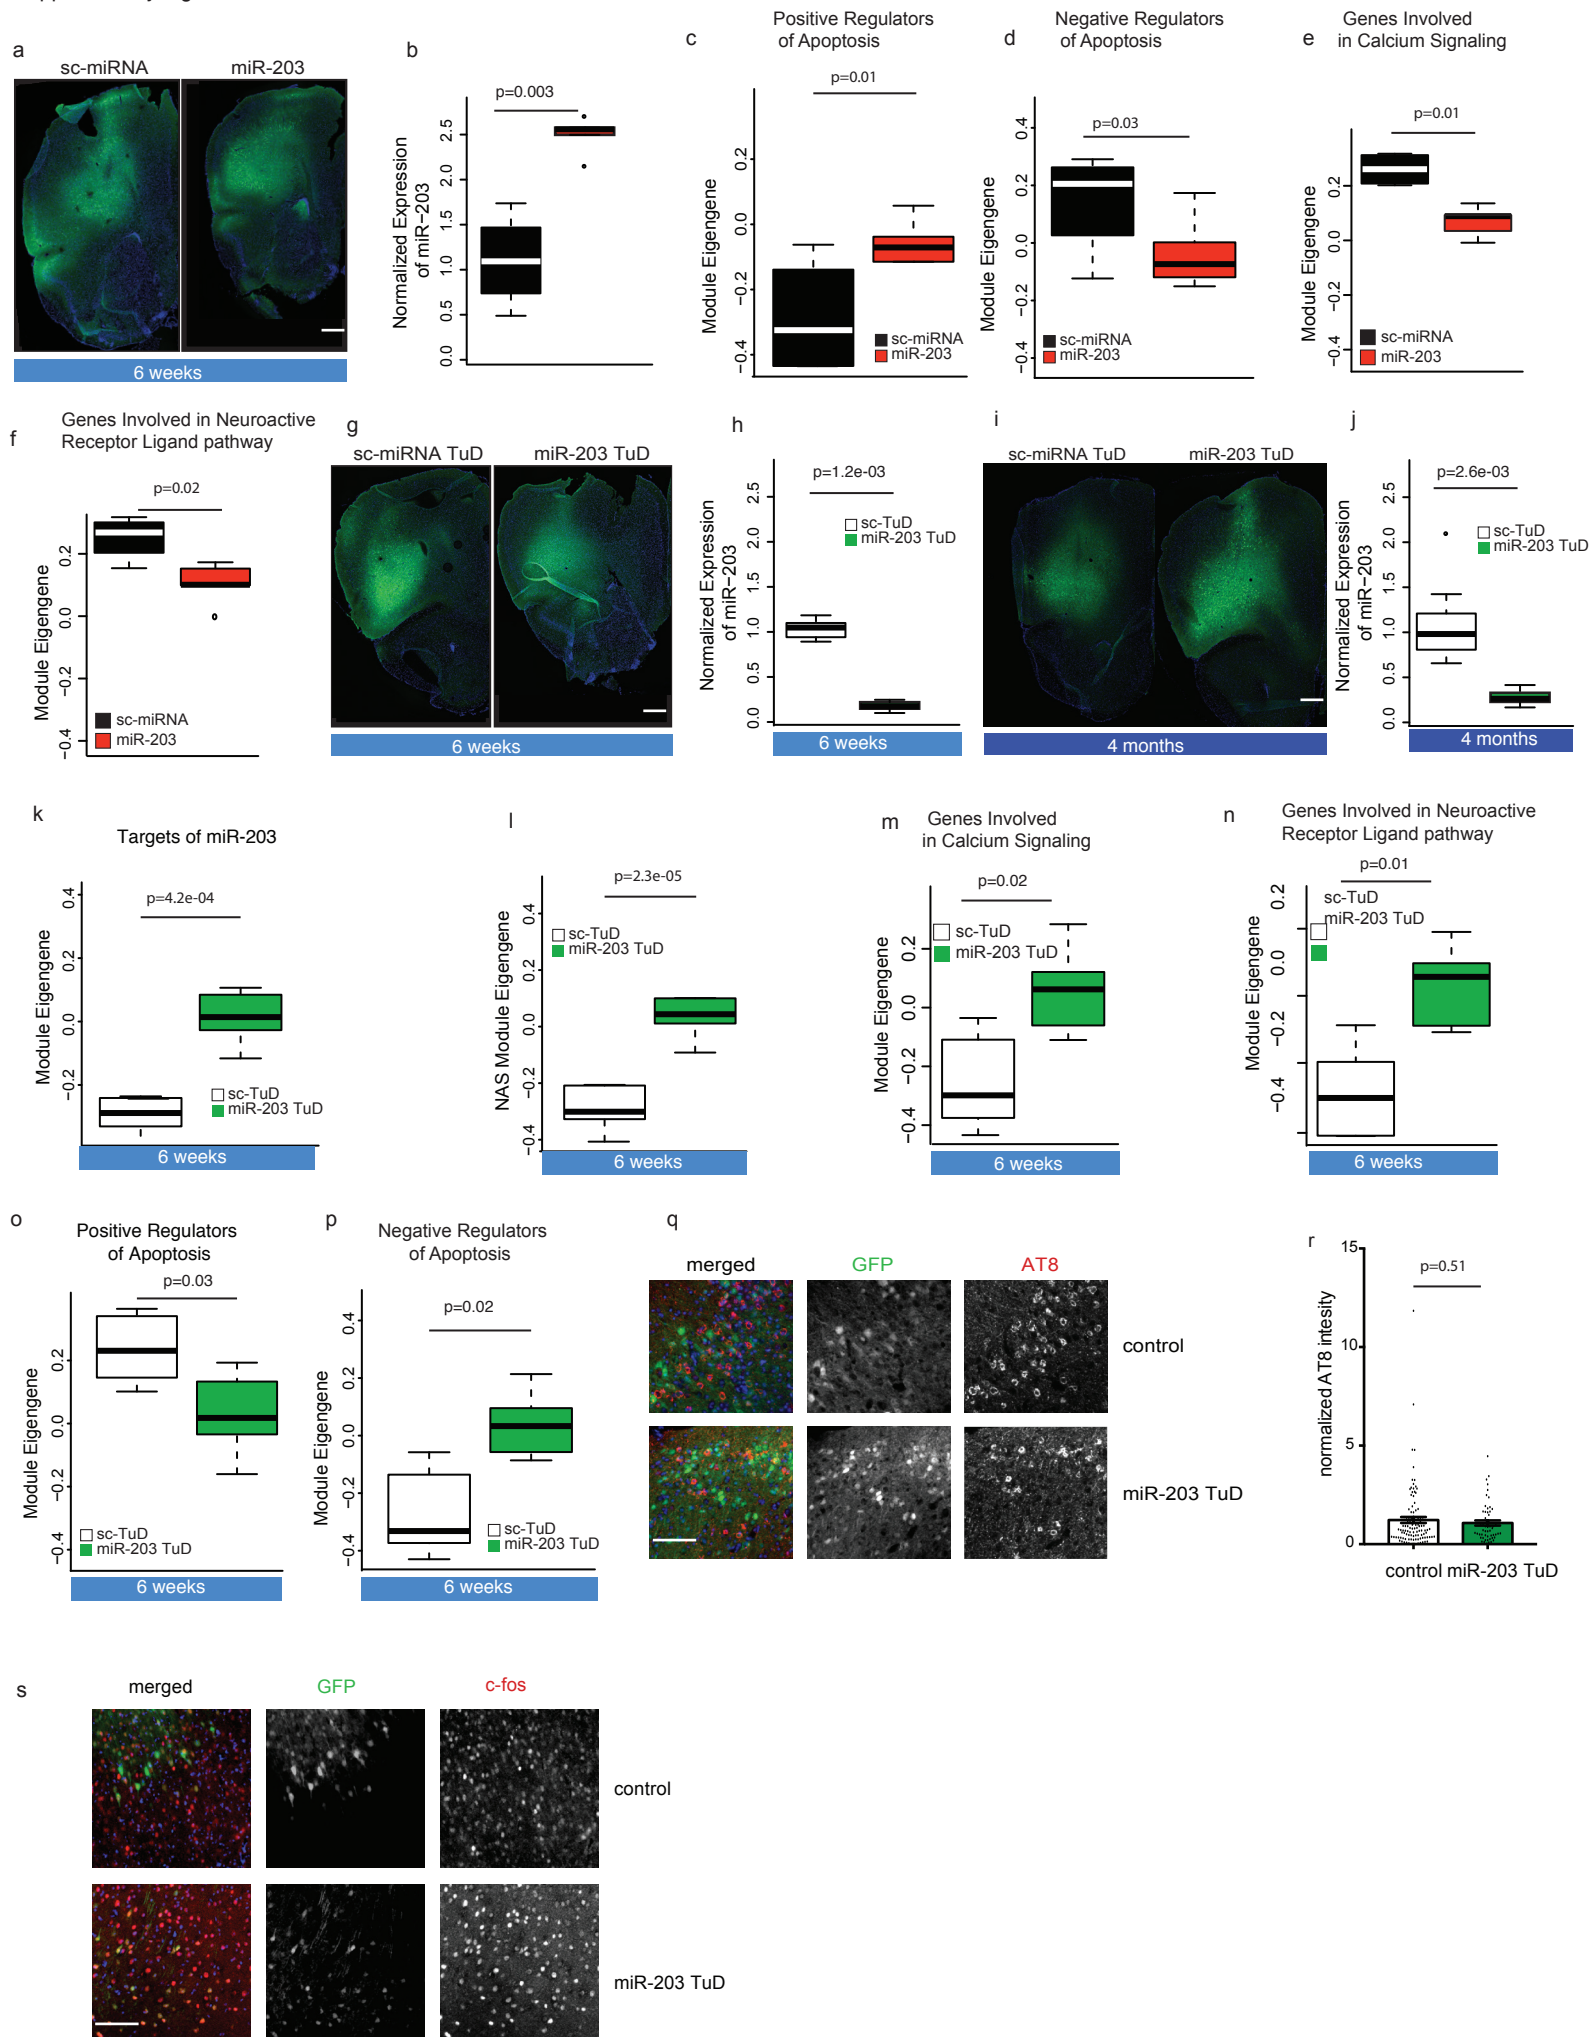 a
sc-miRNA
miR-203
6 weeks
b
Normalized Expression
of miR−203
0.0
0.5
1.0
1.5
2.0
2.5
p=0.003
c
Positive Regulators
of Apoptosis
Module Eigengene
−0.4
−0.2
0.0
0.2
p=0.01
sc-miRNA
miR-203
d
Negative Regulators
of Apoptosis
Module Eigengene
−0.4
−0.2
0.0
0.2
0.4
p=0.03
sc-miRNA
miR-203
e
Genes Involved
in Calcium Signaling
Module Eigengene
−0.4
−0.2
0.0
0.2
p=0.01
sc-miRNA
miR-203
f
Genes Involved in Neuroactive
Receptor Ligand pathway
Module Eigengene
−0.4
−0.2
0.0
0.2
p=0.02
sc-miRNA
miR-203
g
sc-miRNA TuD
miR-203 TuD
6 weeks
h
Normalized Expression
of miR−203
0.0
0.5
1.0
1.5
2.0
2.5
p=1.2e-03
sc-TuD
miR-203 TuD
6 weeks
i
sc-miRNA TuD
miR-203 TuD
4 months
j
Normalized Expression
of miR−203
0.0
0.5
1.0
1.5
2.0
2.5
p=2.6e-03
sc-TuD
miR-203 TuD
4 months
k
Targets of miR-203
Module Eigengene
−0.2
0.0
0.2
0.4
p=4.2e-04
sc-TuD
miR-203 TuD
6 weeks
l
NAS Module Eigengene
−0.4
−0.2
0.0
0.2
0.4
p=2.3e-05
sc-TuD
miR-203 TuD
6 weeks
m
Genes Involved
in Calcium Signaling
Module Eigengene
−0.4
−0.2
0.0
0.2
p=0.02
sc-TuD
miR-203 TuD
6 weeks
n
Genes Involved in Neuroactive
Receptor Ligand pathway
Module Eigengene
−0.4
−0.2
0.0
0.2
p=0.01
sc-TuD
miR-203 TuD
6 weeks
o
Positive Regulators
of Apoptosis
Module Eigengene
−0.4
−0.2
0.0
0.2
p=0.03
sc-TuD
miR-203 TuD
6 weeks
p
Negative Regulators
of Apoptosis
Module Eigengene
−0.4
−0.2
0.0
0.2
0.4
p=0.02
sc-TuD
miR-203 TuD
6 weeks
q
merged
GFP
AT8
control
miR-203 TuD
r
normalized AT8 intesity
15
10
5
0
p=0.51
control miR-203 TuD
s
merged
GFP
c-fos
control
miR-203 TuD